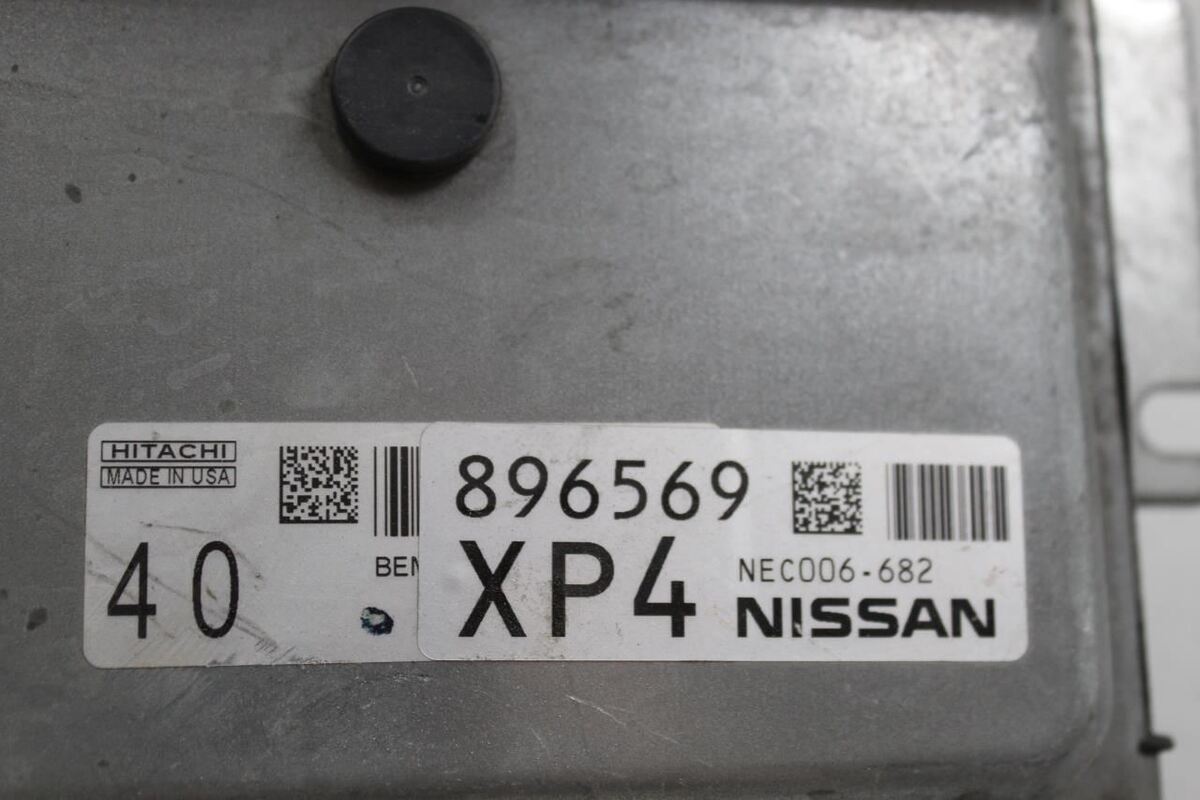 HITACHI
MADE IN USA
40
BEN
896569
XP4
NEC006-682
NISSAN